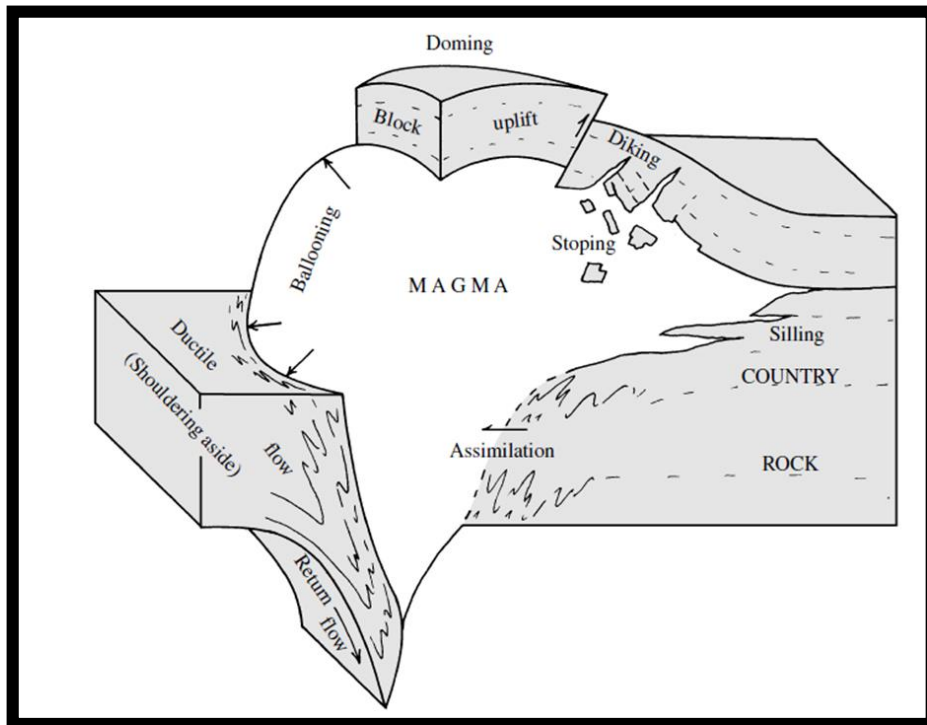 Doming
Block
uplift
Diking
Stoping
Ballooning
MAGMA
Ductile
(Shouldering aside)
flow
Silling
COUNTRY
Assimilation
ROCK
Return
flow